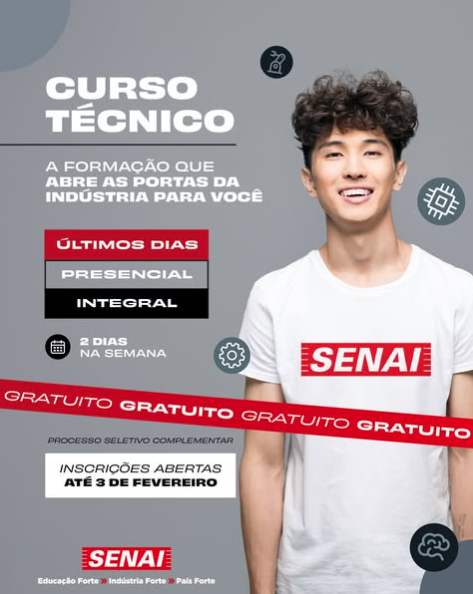 CURSO
TÉCNICO
A FORMAÇÃO QUE
ABRE AS PORTAS DA
INDÚSTRIA PARA VOCÊ
ÚLTIMOS DIAS
PRESENCIAL
INTEGRAL
2 DIAS
NA SEMANA
SENAI
GRATUITO GRATUITO GRATUITO GRATUITO
PROCESSO SELETIVO COMPLEMENTAR
INSCRIÇÕES ABERTAS
ATÉ 3 DE FEVEREIRO
SENAI
Educação Forte » Indústria Forte » País Forte